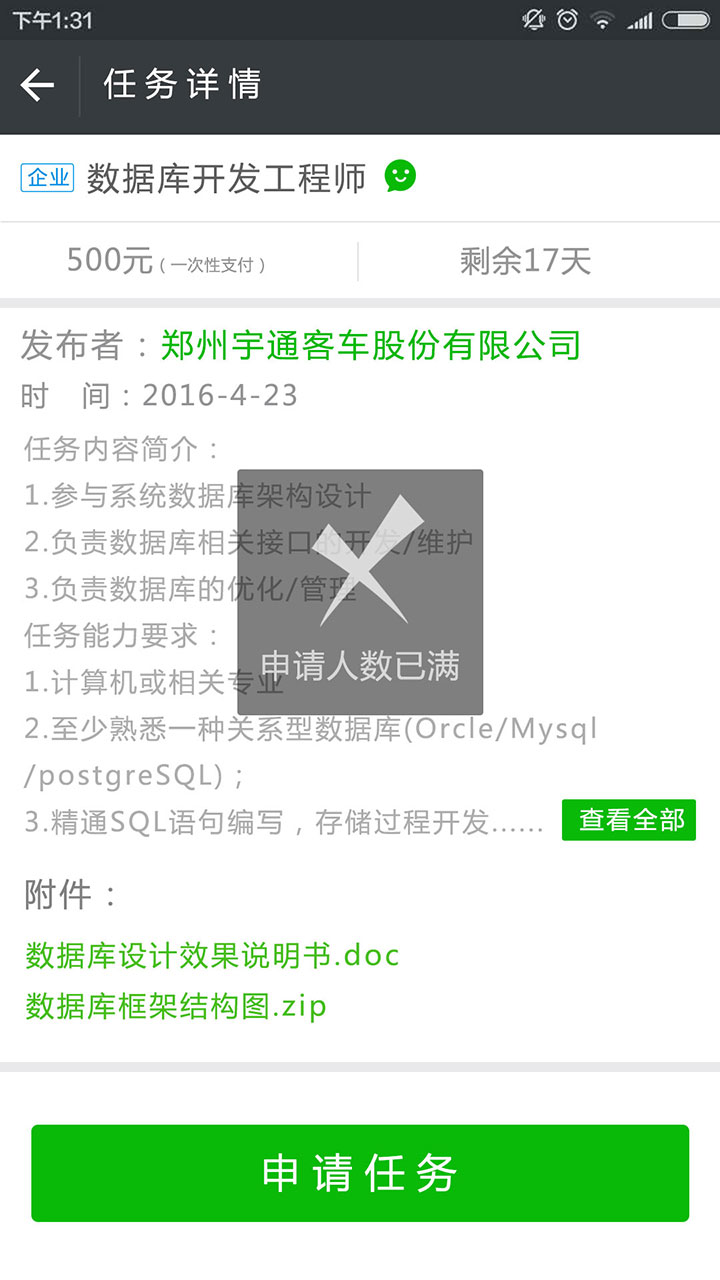 下午1:31
任务详情
企业 数据库开发工程师
500元(一次性支付) 剩余17天
发布者:郑州宇通客车股份有限公司
时 间:2016-4-23
任务内容简介:
1.参与系统数据库架构设计
2.负责数据库相关接口的开发/维护
3.负责数据库的优化/管理
任务能力要求:
申请人数已满
1.计算机或相关专业
2.至少熟悉一种关系型数据库(Orcle/Mysql
/postgreSQL);
3.精通SQL语句编写,存储过程开发...... 查看全部
附件:
数据库设计效果说明书.doc
数据库框架结构图.zip
申请任务